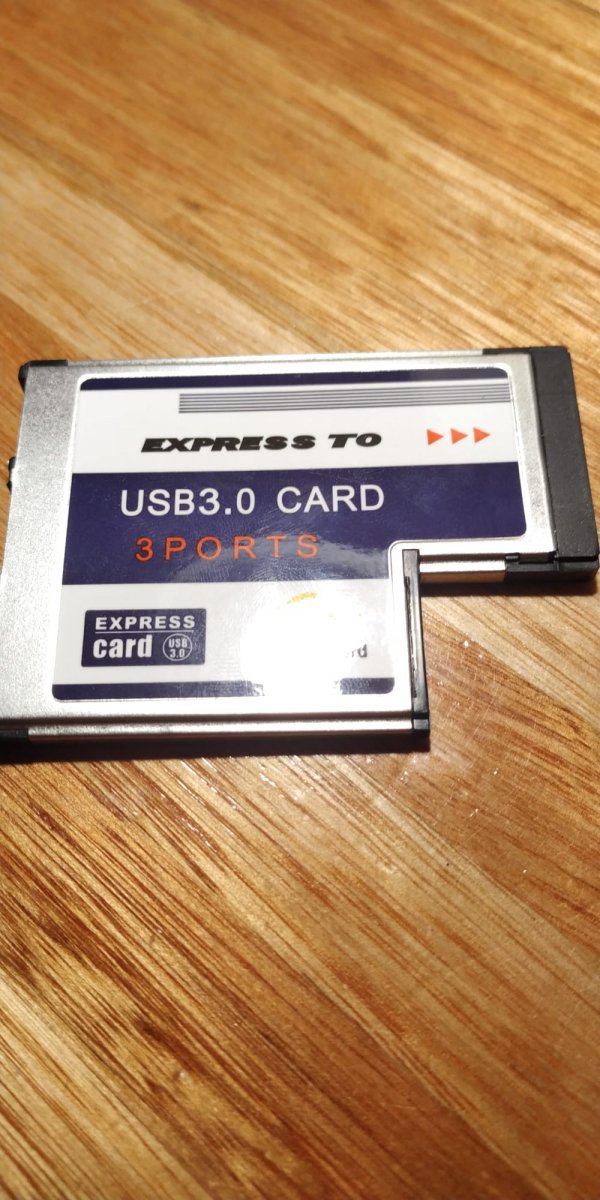 EXPRESS TO
USB3.0 CARD
3PORTS
EXPRESS
card USB 3.0